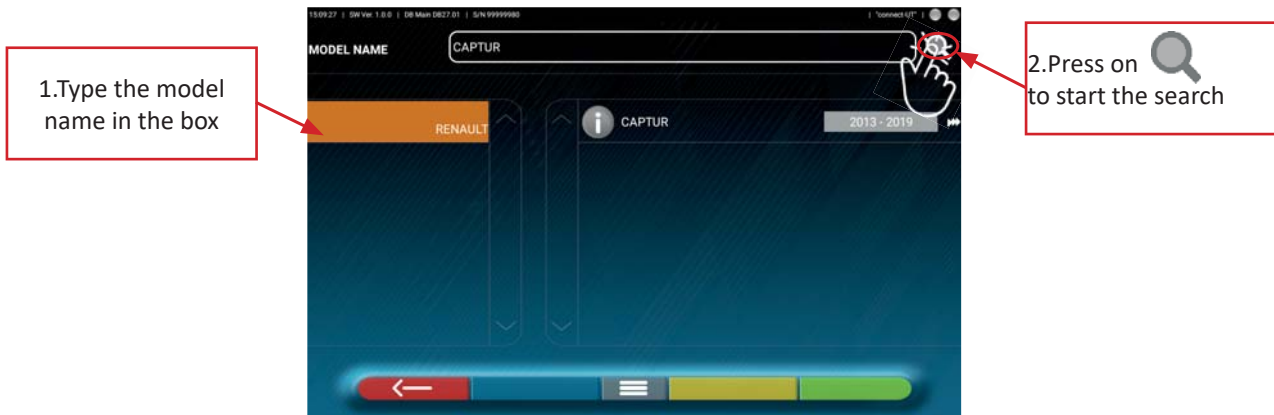 15:09:27 | SW Ver. 1.0.0 | DB Main DB27.01 | S/N 99999980 | "connect-UT" |
MODEL NAME CAPTUR
1.Type the model
name in the box
2.Press on
to start the search
RENAULT
CAPTUR 2013 - 2019